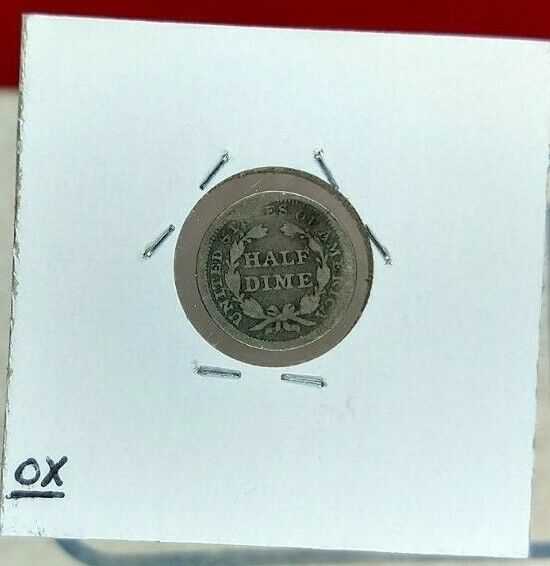 UNITED STATES OF AMERICA
HALF
DIME
OX